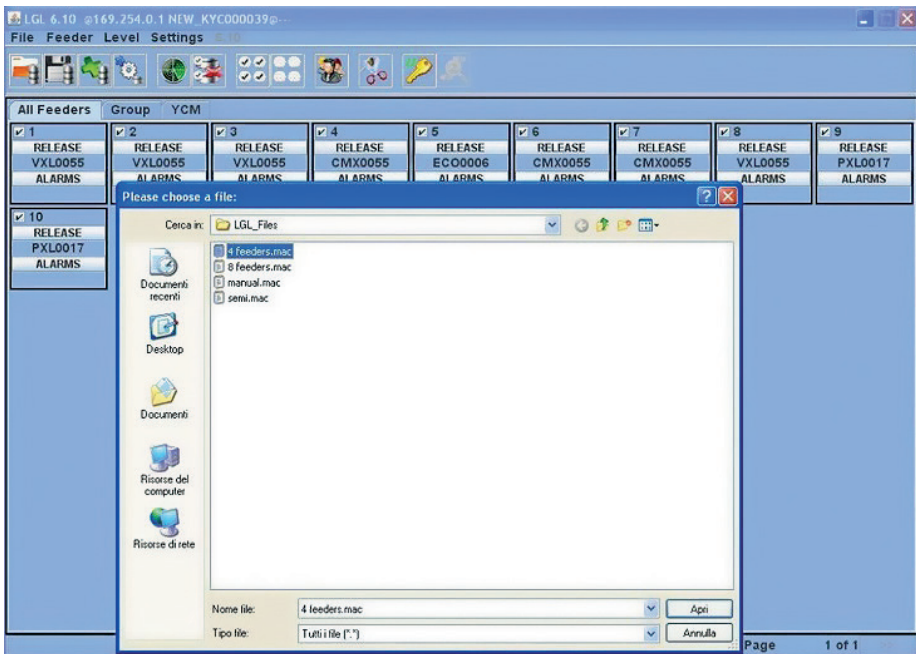 LGL 6.10 @169.254.0.1 NEW_KYC000039@---
File Feeder Level Settings 6.10
All Feeders Group YCM
1 2 3 4 5 6 7 8 9
RELEASE RELEASE RELEASE RELEASE RELEASE RELEASE RELEASE RELEASE RELEASE
VXL0055 VXL0055 VXL0055 CMX0055 ECO0006 CMX0055 CMX0055 VXL0055 PXL0017
ALARMS ALARMS ALARMS ALARMS ALARMS ALARMS ALARMS ALARMS ALARMS
10
RELEASE
PXL0017
ALARMS
Please choose a file:
Cerca in: LGL_Files
4 feeders.mac
8 feeders.mac
manual.mac
semi.mac
Documenti
recenti
Desktop
Documenti
Risorse del
computer
Risorse di rete
Nome file: 4 feeders.mac Apri
Tipo file: Tutti i file (*.*) Annulla
Page 1 of 1